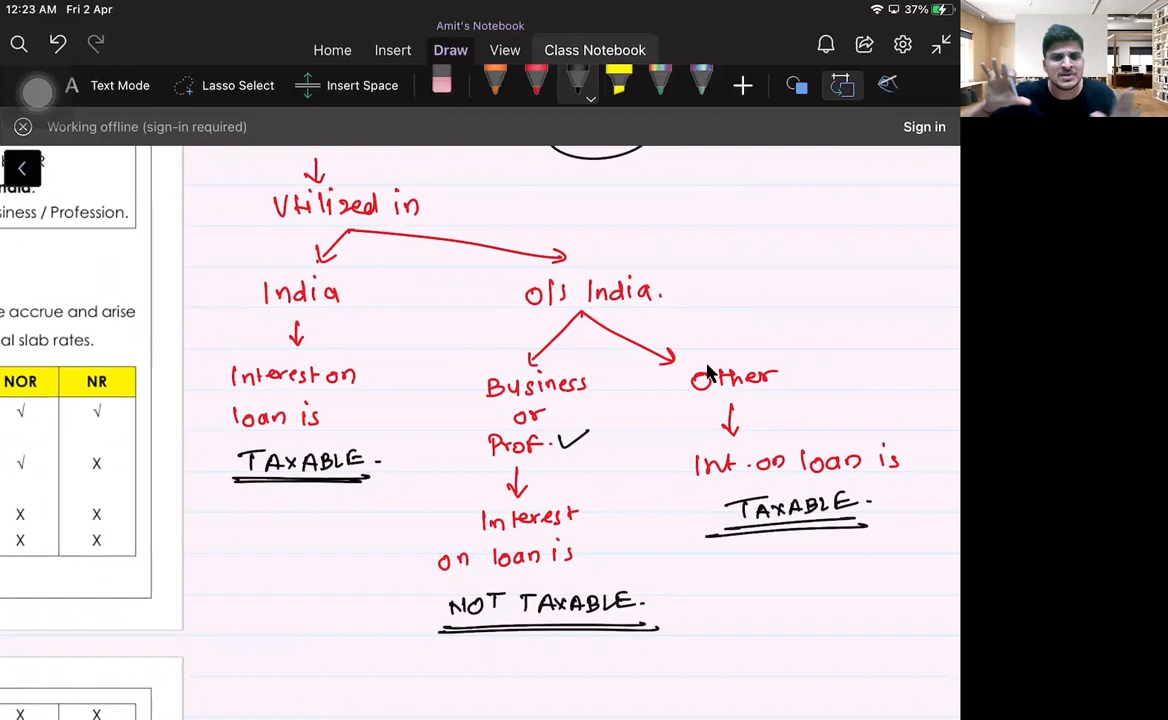 12:23 AM Fri 2 Apr
37%
Amit's Notebook
Home Insert Draw View Class Notebook
Text Mode Lasso Select Insert Space
Working offline (sign-in required) Sign in
siness / Profession.
e accrue and arise
al slab rates.
NOR NR
√ √
√ X
X X
X X
X X
Utilized in
India
O/S India.
Interest on
loan is
TAXABLE.
Business
or
Prof. ✓
Interest
on loan is
NOT TAXABLE.
Other
Int. on loan is
TAXABLE.